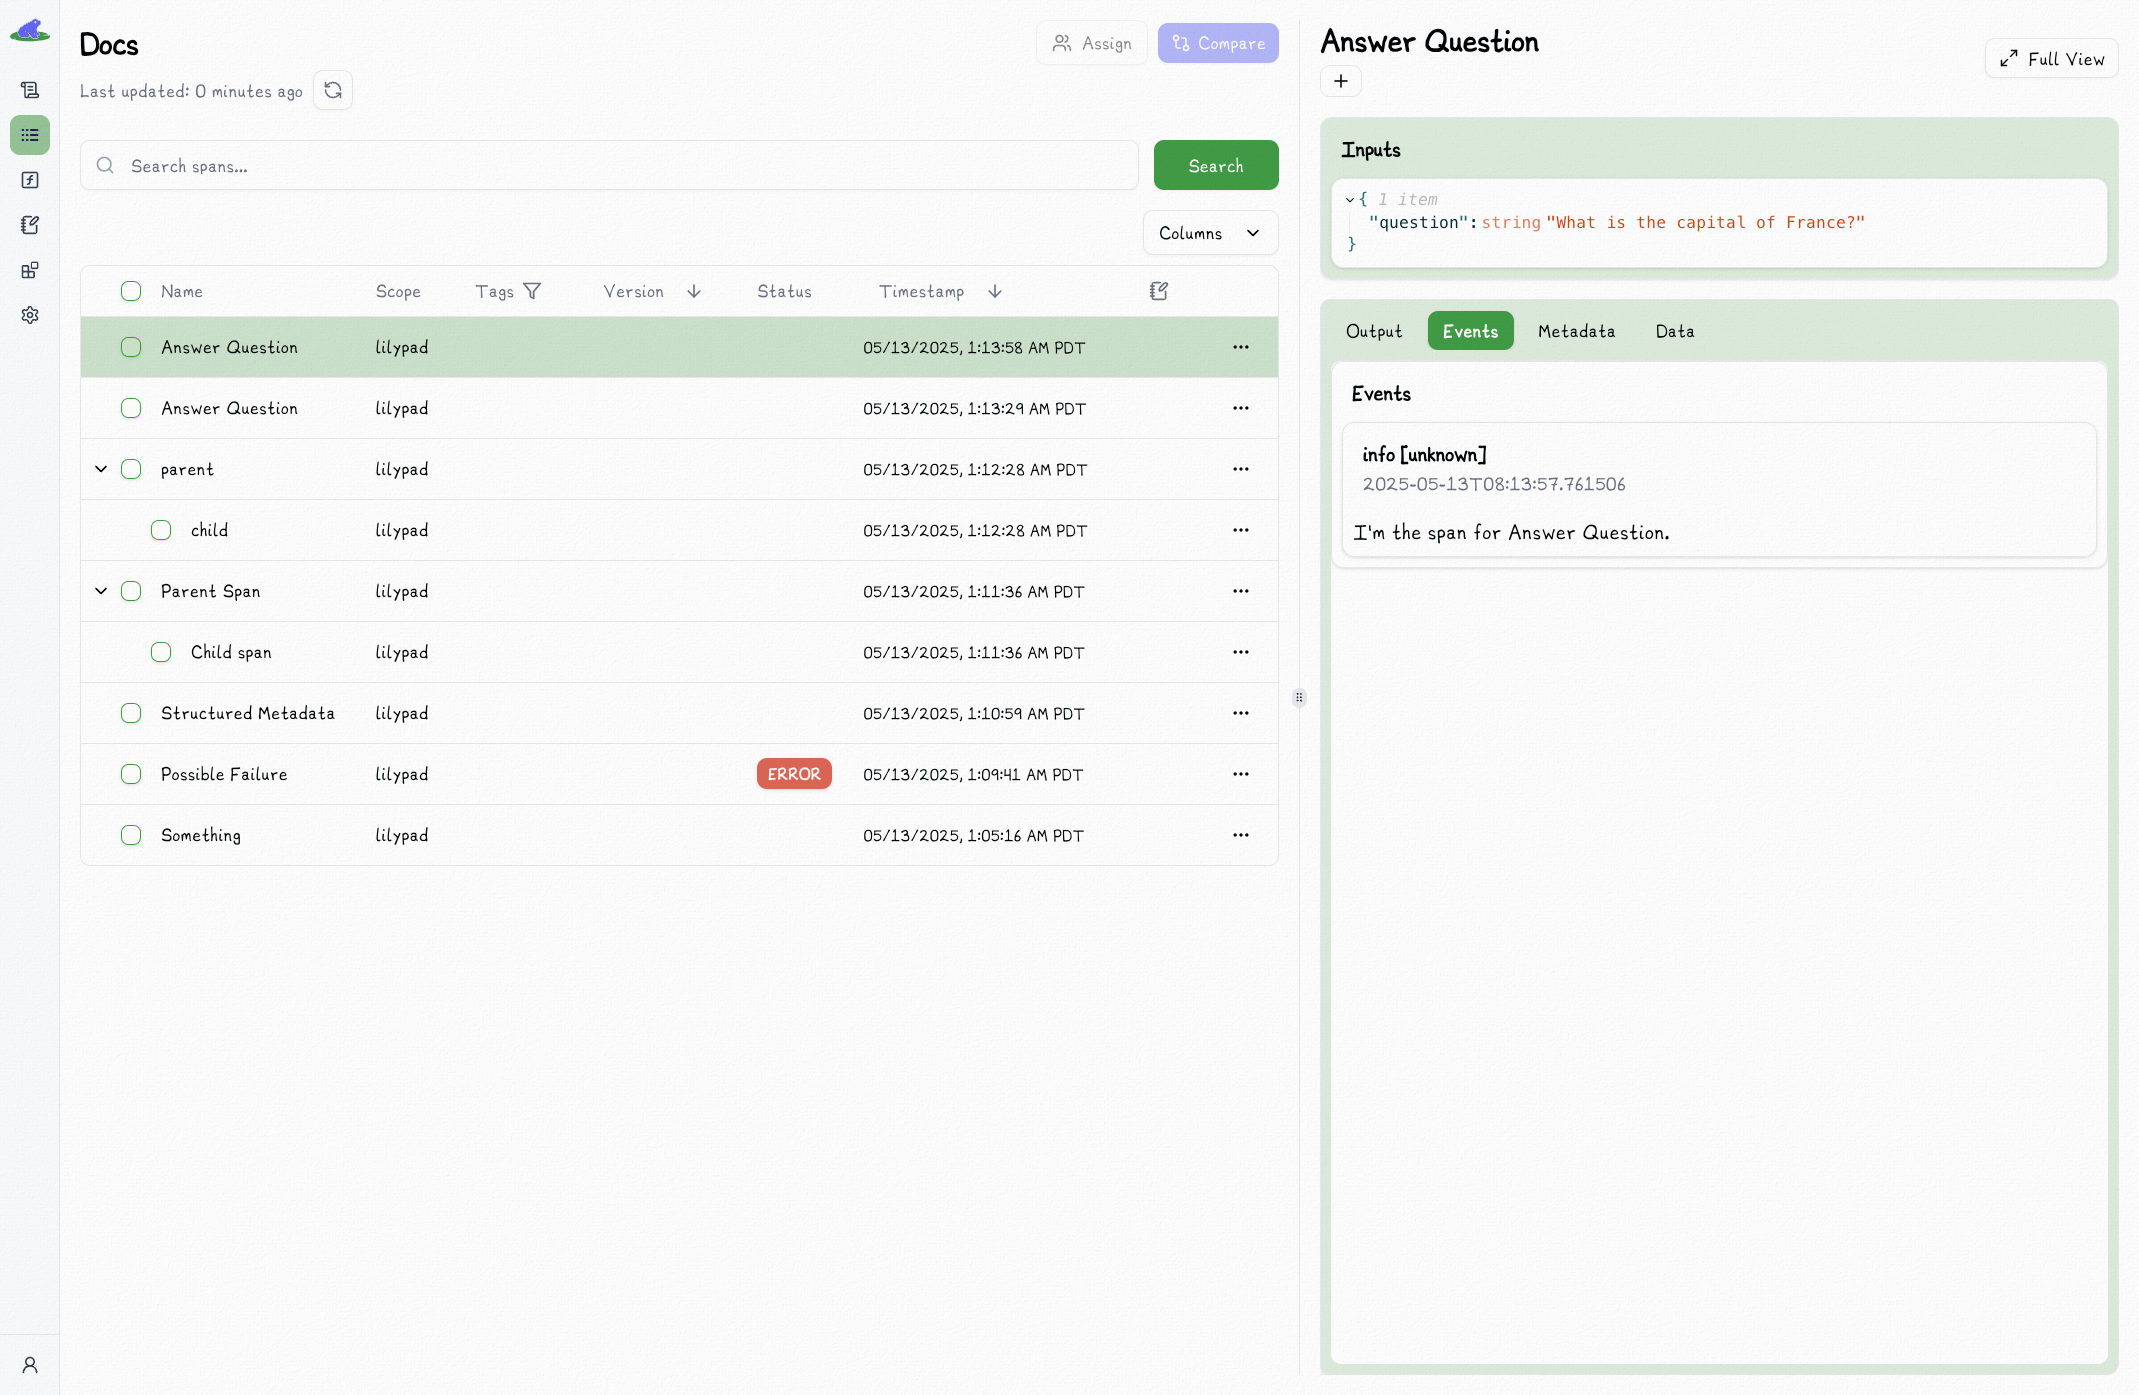 Docs
Assign
Compare
Last updated: 0 minutes ago
Search spans...
Search
Columns
Name Scope Tags Version Status Timestamp
Answer Question lilypad 05/13/2025, 1:13:58 AM PDT
Answer Question lilypad 05/13/2025, 1:13:29 AM PDT
parent lilypad 05/13/2025, 1:12:28 AM PDT
child lilypad 05/13/2025, 1:12:28 AM PDT
Parent Span lilypad 05/13/2025, 1:11:36 AM PDT
Child span lilypad 05/13/2025, 1:11:36 AM PDT
Structured Metadata lilypad 05/13/2025, 1:10:59 AM PDT
Possible Failure lilypad ERROR 05/13/2025, 1:09:41 AM PDT
Something lilypad 05/13/2025, 1:05:16 AM PDT
Answer Question
Full View
Inputs
{ 1 item
"question": string "What is the capital of France?"
}
Output Events Metadata Data
Events
info [unknown]
2025-05-13T08:13:57.761506
I'm the span for Answer Question.